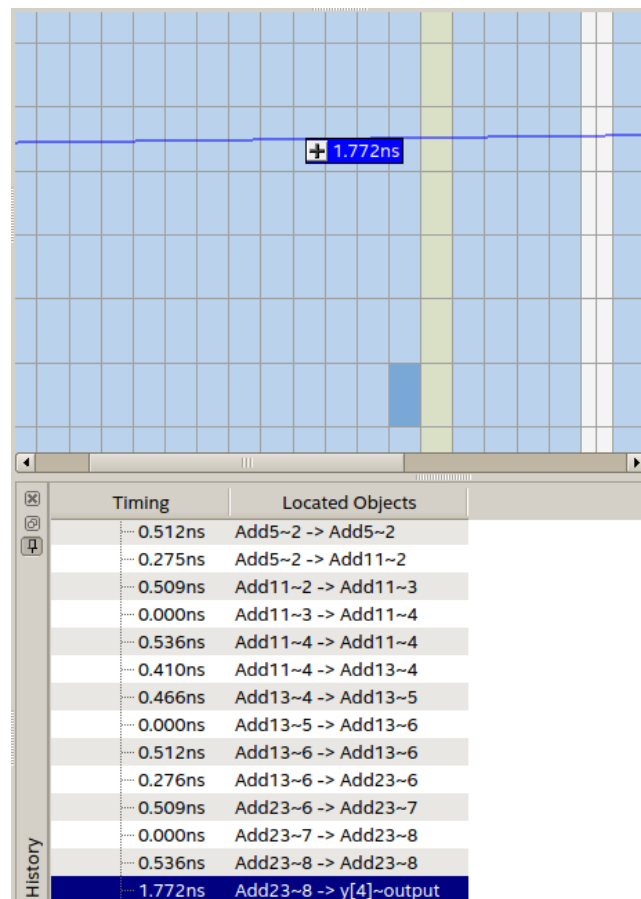 1.772ns
Timing Located Objects
0.512ns Add5~2 -> Add5~2
0.275ns Add5~2 -> Add11~2
0.509ns Add11~2 -> Add11~3
0.000ns Add11~3 -> Add11~4
0.536ns Add11~4 -> Add11~4
0.410ns Add11~4 -> Add13~4
0.466ns Add13~4 -> Add13~5
0.000ns Add13~5 -> Add13~6
0.512ns Add13~6 -> Add13~6
0.276ns Add13~6 -> Add23~6
0.509ns Add23~6 -> Add23~7
0.000ns Add23~7 -> Add23~8
0.536ns Add23~8 -> Add23~8
1.772ns Add23~8 -> y[4]~output
History